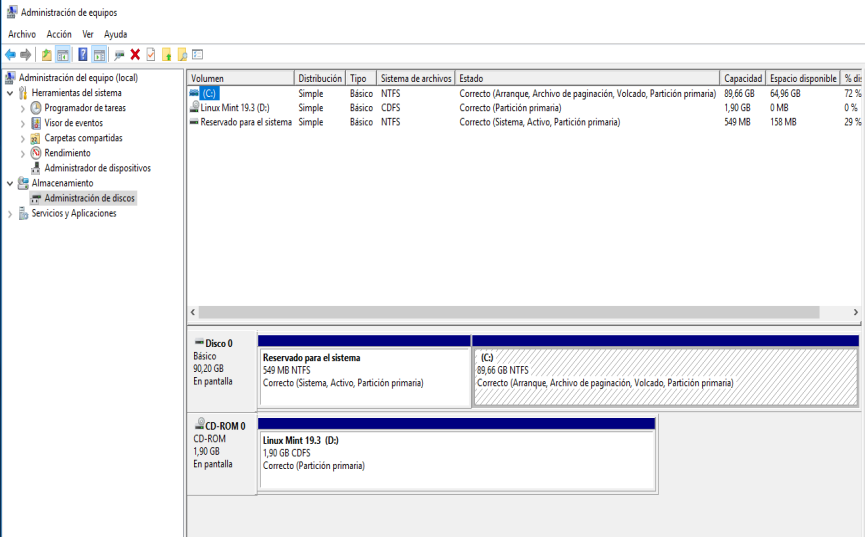 Administración de equipos
Archivo Acción Ver Ayuda
Administración del equipo (local)
Herramientas del sistema
Programador de tareas
Visor de eventos
Carpetas compartidas
Rendimiento
Administrador de dispositivos
Almacenamiento
Administración de discos
Servicios y Aplicaciones
Volumen Distribución Tipo Sistema de archivos Estado Capacidad Espacio disponible % di
(C:) Simple Básico NTFS Correcto (Arranque, Archivo de paginación, Volcado, Partición primaria) 89,66 GB 64,96 GB 72 %
Linux Mint 19.3 (D:) Simple Básico CDFS Correcto (Partición primaria) 1,90 GB 0 MB 0 %
Reservado para el sistema Simple Básico NTFS Correcto (Sistema, Activo, Partición primaria) 549 MB 158 MB 29 %
Disco 0
Básico
90,20 GB
En pantalla
Reservado para el sistema
549 MB NTFS
Correcto (Sistema, Activo, Partición primaria)
(C:)
89,66 GB NTFS
Correcto (Arranque, Archivo de paginación, Volcado, Partición primaria)
CD-ROM 0
CD-ROM
1,90 GB
En pantalla
Linux Mint 19.3 (D:)
1,90 GB CDFS
Correcto (Partición primaria)